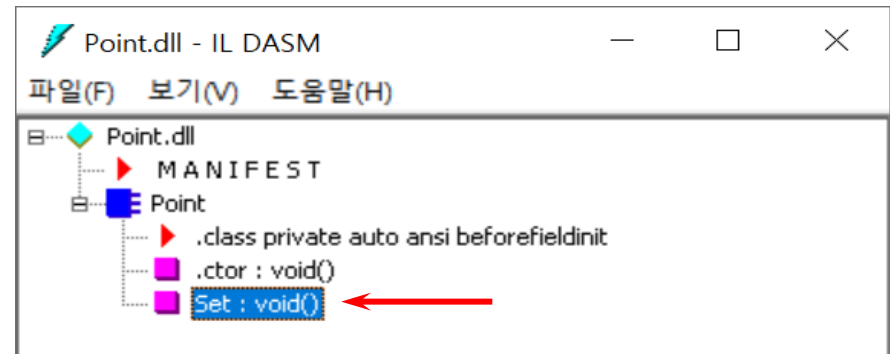 Point.dll - IL DASM
파일(F) 보기(V) 도움말(H)
Point.dll
M A N I F E S T
Point
.class private auto ansi beforefieldinit
.ctor : void()
Set : void()